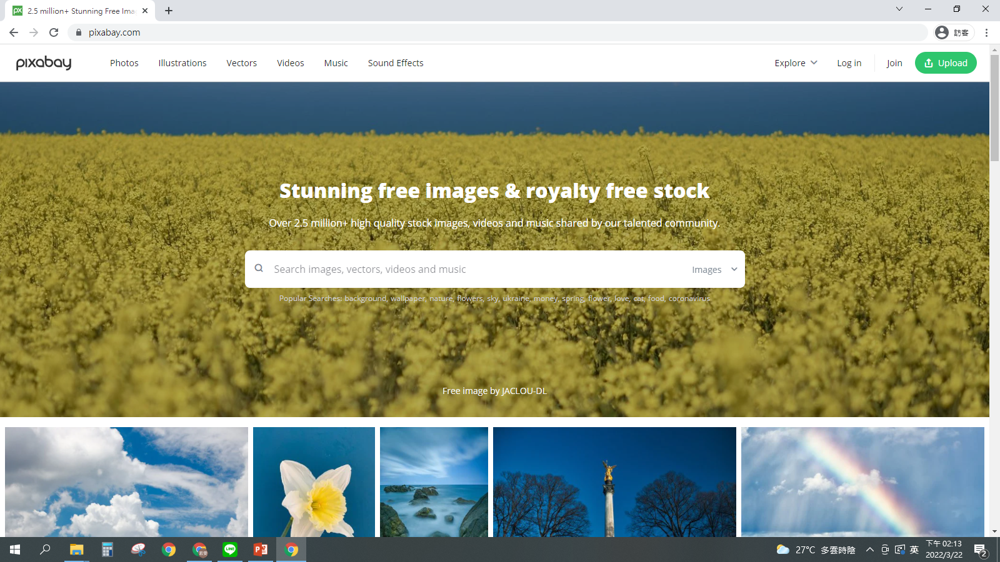 2.5 million+ Stunning Free Ima
pixabay.com
訪客
pixabay
Photos Illustrations Vectors Videos Music Sound Effects Explore Log in Join Upload
Stunning free images & royalty free stock
Over 2.5 million+ high quality stock images, videos and music shared by our talented community.
Search images, vectors, videos and music Images
Popular Searches: background, wallpaper, nature, flowers, sky, ukraine, money, spring, flower, love, cat, food, coronavirus
Free image by JACLOU-DL
27°C 多雲時陰 英 下午 02:13
2022/3/22
2